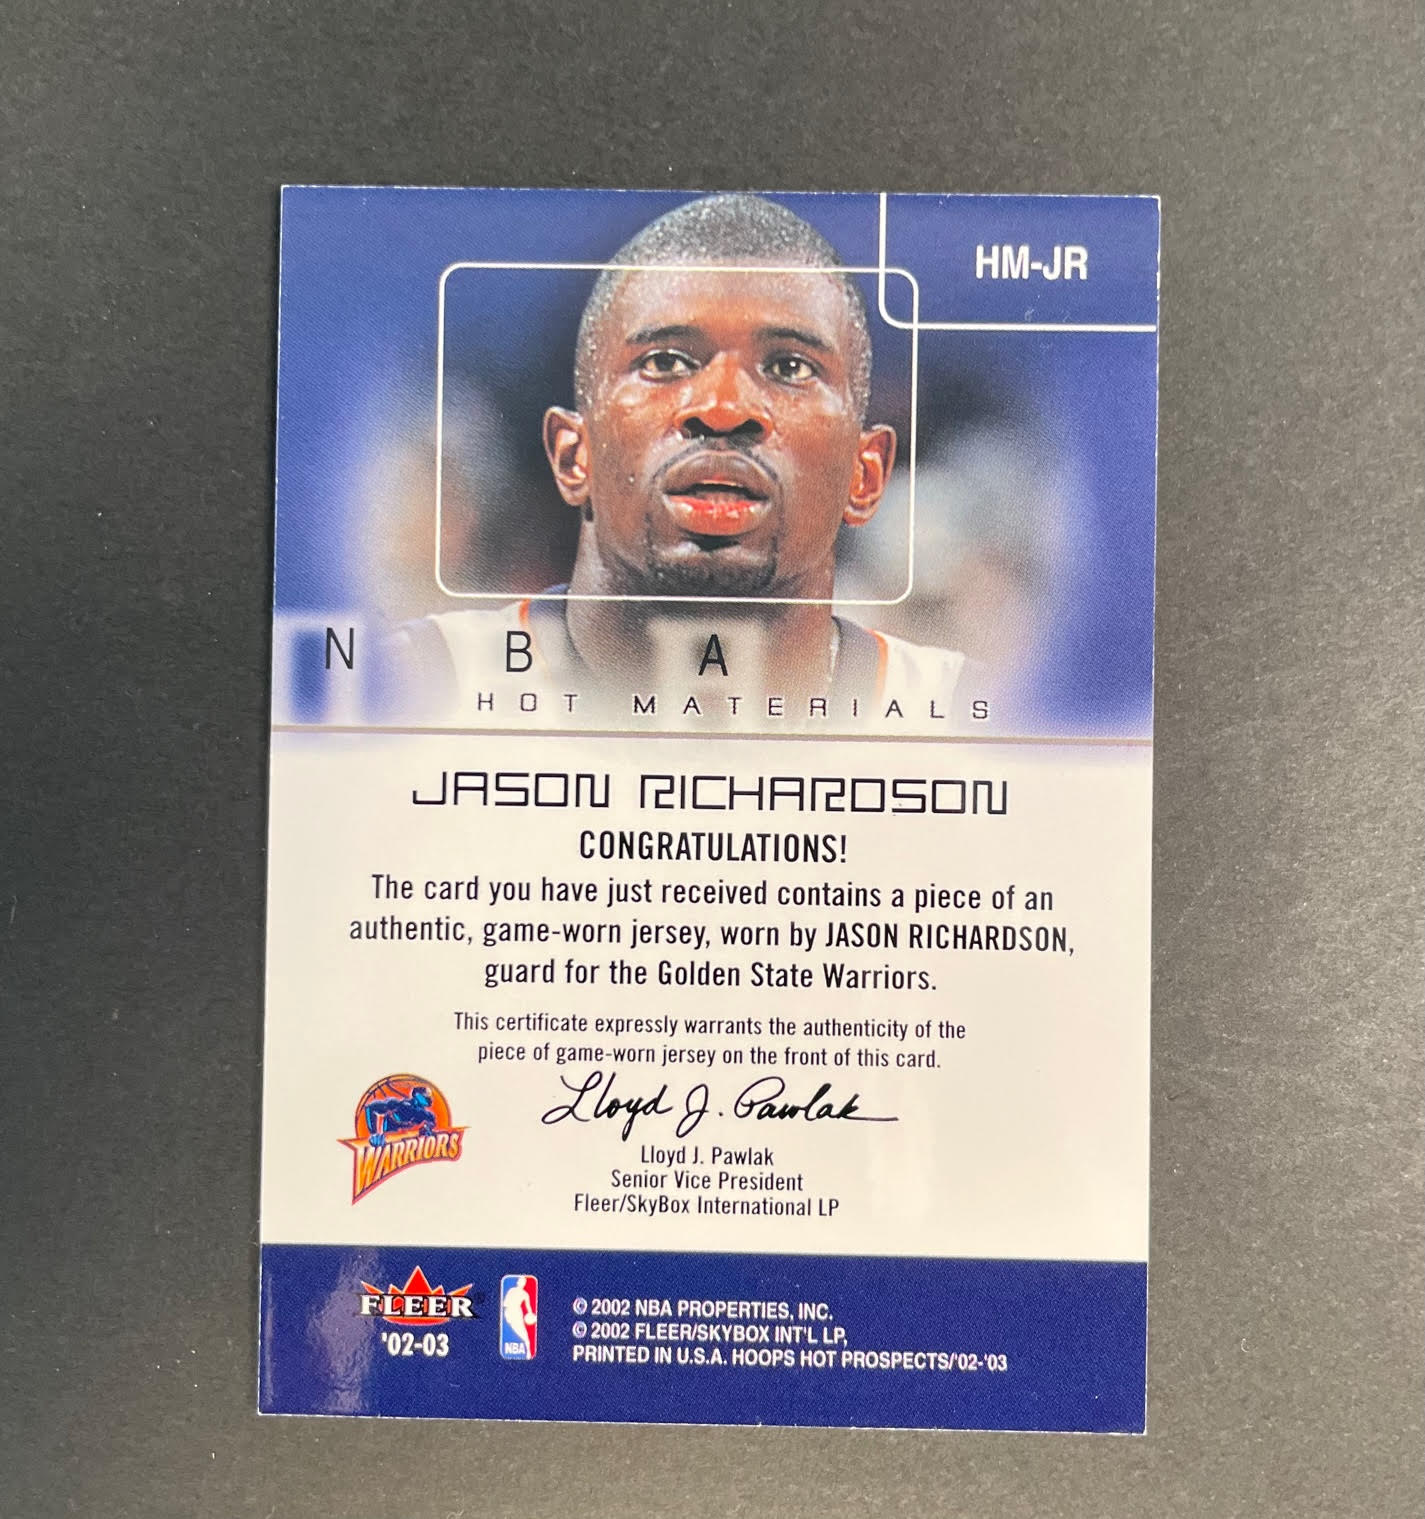 HM-JR
N B A
HOT MATERIALS
JASON RICHARDSON
CONGRATULATIONS!
The card you have just received contains a piece of an
authentic, game-worn jersey, worn by JASON RICHARDSON,
guard for the Golden State Warriors.
This certificate expressly warrants the authenticity of the
piece of game-worn jersey on the front of this card.
WARRIORS
Lloyd J. Pawlak
Lloyd J. Pawlak
Senior Vice President
Fleer/SkyBox International LP
FLEER
'02-03
NBA
© 2002 NBA PROPERTIES, INC.
© 2002 FLEER/SKYBOX INT'L LP,
PRINTED IN U.S.A. HOOPS HOT PROSPECTS/'02-'03